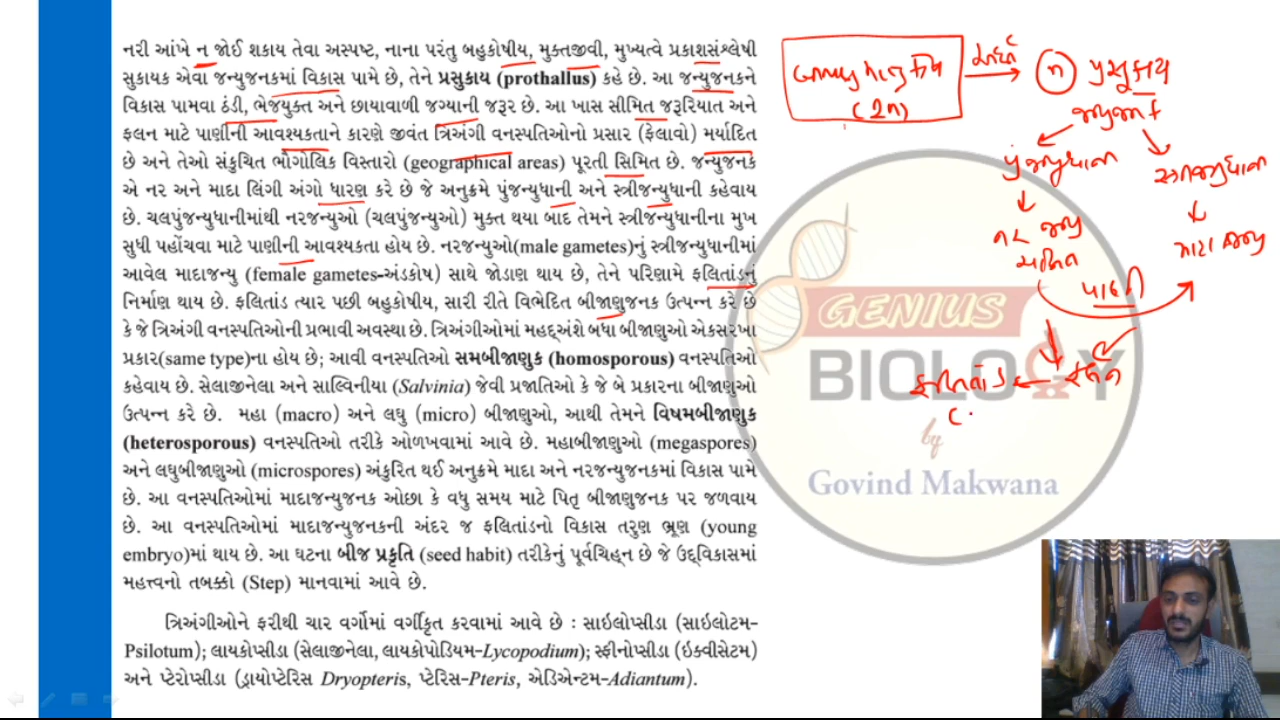 નરી આંખે ન જોઈ શકાય તેવા અસ્પષ્ટ, નાના પરંતુ બહુકોષીય, મુક્તજીવી, મુખ્યત્વે પ્રકાશસંશ્લેષી
સુકાયક એવા જન્યુજનકમાં વિકાસ પામે છે, તેને પ્રસુકાય (prothallus) કહે છે. આ જન્યુજનકને
વિકાસ પામવા ઠંડી, ભેજયુક્ત અને છાયાવાળી જગ્યાની જરૂર છે. આ ખાસ સીમિત જરૂરિયાત અને
ફલન માટે પાણીની આવશ્યકતાને કારણે જીવંત ત્રિઅંગી વનસ્પતિઓનો પ્રસાર (ફેલાવો) મર્યાદિત
છે અને તેઓ સંકુચિત ભૌગોલિક વિસ્તારો (geographical areas) પૂરતી સિમિત છે. જન્યુજનક
એ નર અને માદા લિંગી અંગો ધારણ કરે છે જે અનુક્રમે પુંજન્યુધાની અને સ્ત્રીજન્યુધાની કહેવાય
છે. ચલપુંજન્યુધાનીમાંથી નરજન્યુઓ (ચલપુંજન્યુઓ) મુક્ત થયા બાદ તેમને સ્ત્રીજન્યુધાનીના મુખ
સુધી પહોંચવા માટે પાણીની આવશ્યકતા હોય છે. નરજન્યુઓ(male gametes)નું સ્ત્રીજન્યુધાનીમાં
આવેલ માદાજન્યુ (female gametes-અંડકોષ) સાથે જોડાણ થાય છે, તેને પરિણામે ફલિતાંડનું
નિર્માણ થાય છે. ફલિતાંડ ત્યાર પછી બહુકોષીય, સારી રીતે વિભેદિત બીજાણુજનક ઉત્પન્ન કરે છે
કે જે ત્રિઅંગી વનસ્પતિઓની પ્રભાવી અવસ્થા છે. ત્રિઅંગીઓમાં મહદ્અંશે બધા બીજાણુઓ એકસરખા
પ્રકાર(same type)ના હોય છે; આવી વનસ્પતિઓ સમબીજાણુક (homosporous) વનસ્પતિઓ
કહેવાય છે. સેલાજીનેલા અને સાલ્વિનીયા (Salvinia) જેવી પ્રજાતિઓ કે જે બે પ્રકારના બીજાણુઓ
ઉત્પન્ન કરે છે. મહા (macro) અને લઘુ (micro) બીજાણુઓ, આથી તેમને વિષમબીજાણુક
(heterosporous) વનસ્પતિઓ તરીકે ઓળખવામાં આવે છે. મહાબીજાણુઓ (megaspores)
અને લઘુબીજાણુઓ (microspores) અંકુરિત થઈ અનુક્રમે માદા અને નરજન્યુજનકમાં વિકાસ પામે
છે. આ વનસ્પતિઓમાં માદાજન્યુજનક ઓછા કે વધુ સમય માટે પિતૃ બીજાણુજનક પર જળવાય
છે. આ વનસ્પતિઓમાં માદાજન્યુજનકની અંદર જ ફલિતાંડનો વિકાસ તરુણ ભ્રૂણ (young
embryo)માં થાય છે. આ ઘટના બીજ પ્રકૃતિ (seed habit) તરીકેનું પૂર્વચિહ્ન છે જે ઉદ્‌વિકાસમાં
મહત્ત્વનો તબક્કો (Step) માનવામાં આવે છે.
ત્રિઅંગીઓને ફરીથી ચાર વર્ગોમાં વર્ગીકૃત કરવામાં આવે છે : સાઇલોપ્સીડા (સાઇલોટમ-
Psilotum); લાયકોપ્સીડા (સેલાજીનેલા, લાયકોપોડિયમ-Lycopodium); સ્ફીનોપ્સીડા (ઇક્વીસેટમ)
અને પ્ટેરોપ્સીડા (ડ્રાયોપ્ટેરિસ Dryopteris, પ્ટેરિસ-Pteris, એડિએન્ટમ-Adiantum).
(2n)
n પ્રસુકાય
પુંજન્યુધાની
નર જન્યુ
માદા જન્યુ
પાણી
ફલન
ફલિતાંડ
GENIUS
BIOLOGY
by
Govind Makwana